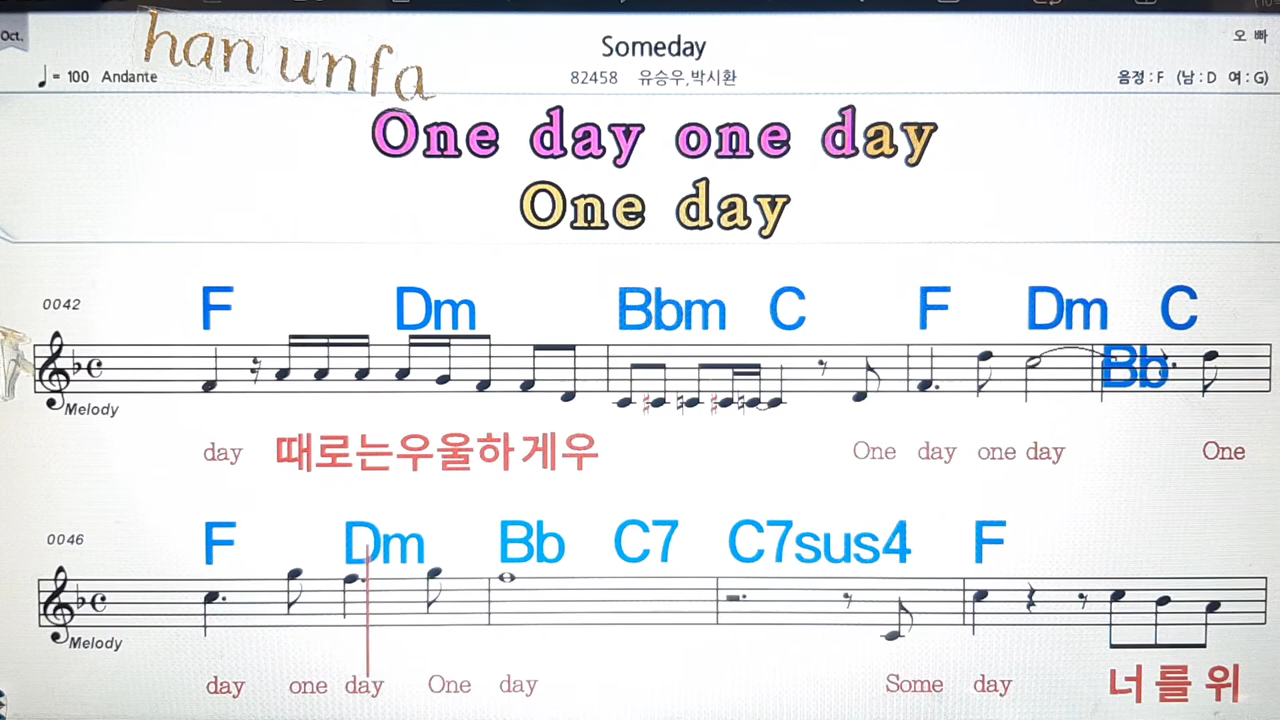 Oct.
han unfa
Someday
오 빠
♩= 100 Andante
82458 유승우,박시환
음정 : F (남 : D 여 : G)
One day one day
One day
0042
F Dm Bbm C F Dm Bb C
Melody
day 때로는우울하게우 One day one day One
0046
F Dm Bb C7 C7sus4 F
Melody
day one day One day Some day 너 를 위